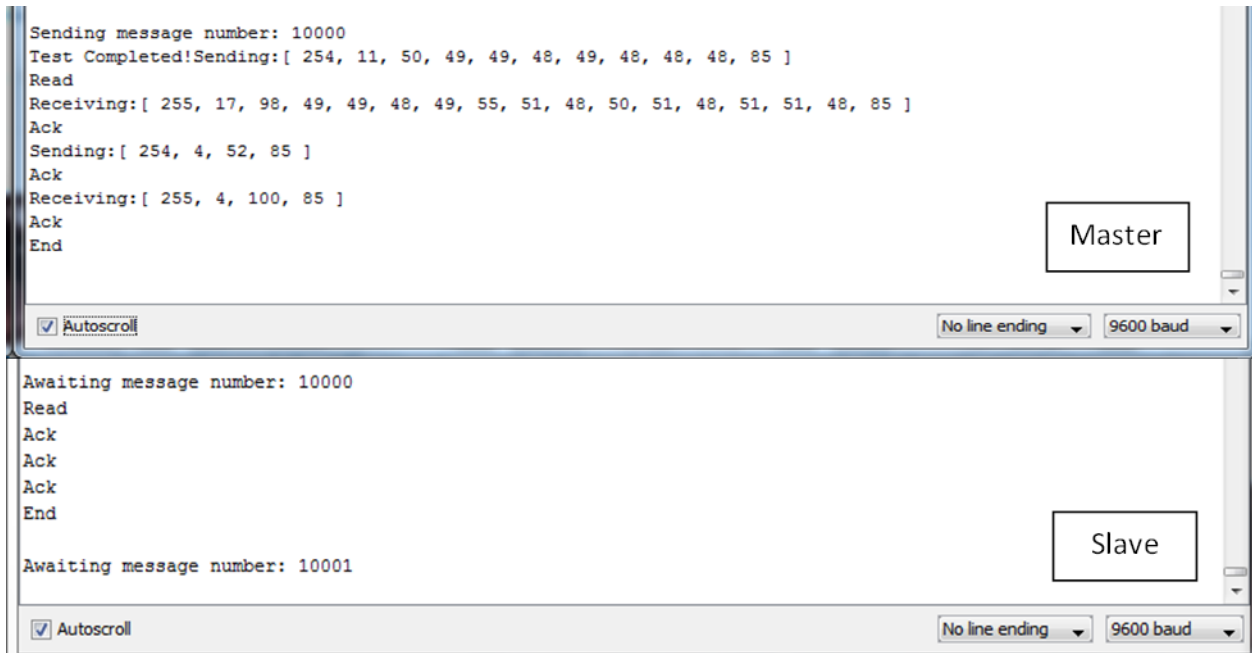 Sending message number: 10000
Test Completed!Sending:[ 254, 11, 50, 49, 49, 48, 49, 48, 48, 48, 85 ]
Read
Receiving:[ 255, 17, 98, 49, 49, 48, 49, 55, 51, 48, 50, 51, 48, 51, 51, 48, 85 ]
Ack
Sending:[ 254, 4, 52, 85 ]
Ack
Receiving:[ 255, 4, 100, 85 ]
Ack
End
Master
Autoscroll
No line ending
9600 baud
Awaiting message number: 10000
Read
Ack
Ack
Ack
End
Slave
Awaiting message number: 10001
Autoscroll
No line ending
9600 baud